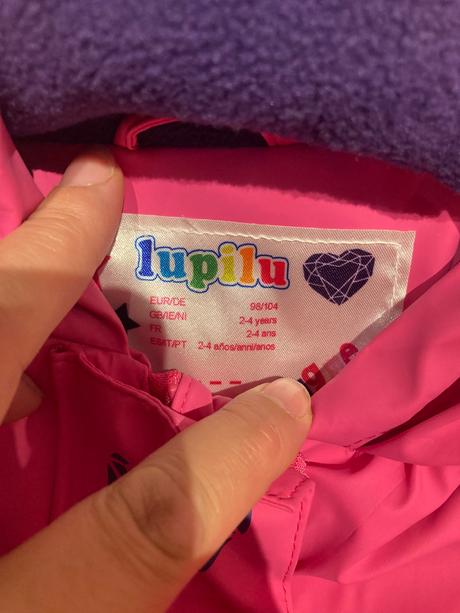 lupilu
EUR/DE 98/104
GB/IE/NI 2-4 years
FR 2-4 ans
ES/IT/PT 2-4 años/anni/anos